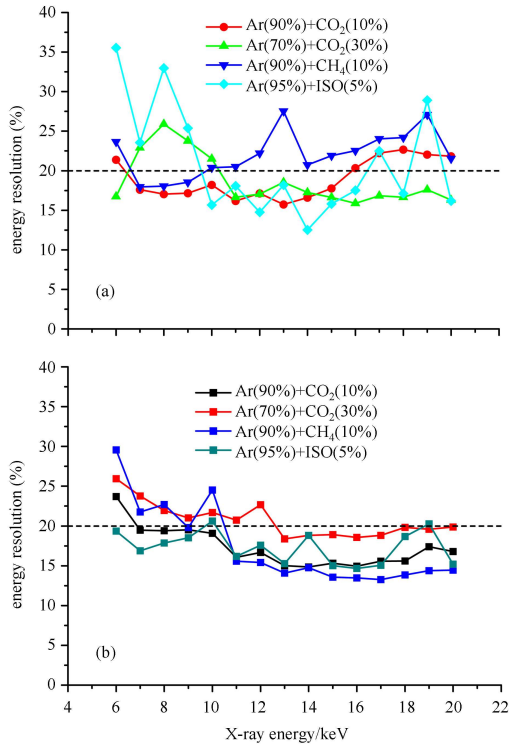 40
35
30
25
20
15
10
5
0
energy resolution (%)
Ar(90%)+CO₂(10%)
Ar(70%)+CO₂(30%)
Ar(90%)+CH₄(10%)
Ar(95%)+ISO(5%)
(a)
40
35
30
25
20
15
10
5
0
energy resolution (%)
Ar(90%)+CO₂(10%)
Ar(70%)+CO₂(30%)
Ar(90%)+CH₄(10%)
Ar(95%)+ISO(5%)
(b)
4 6 8 10 12 14 16 18 20 22
X-ray energy/keV